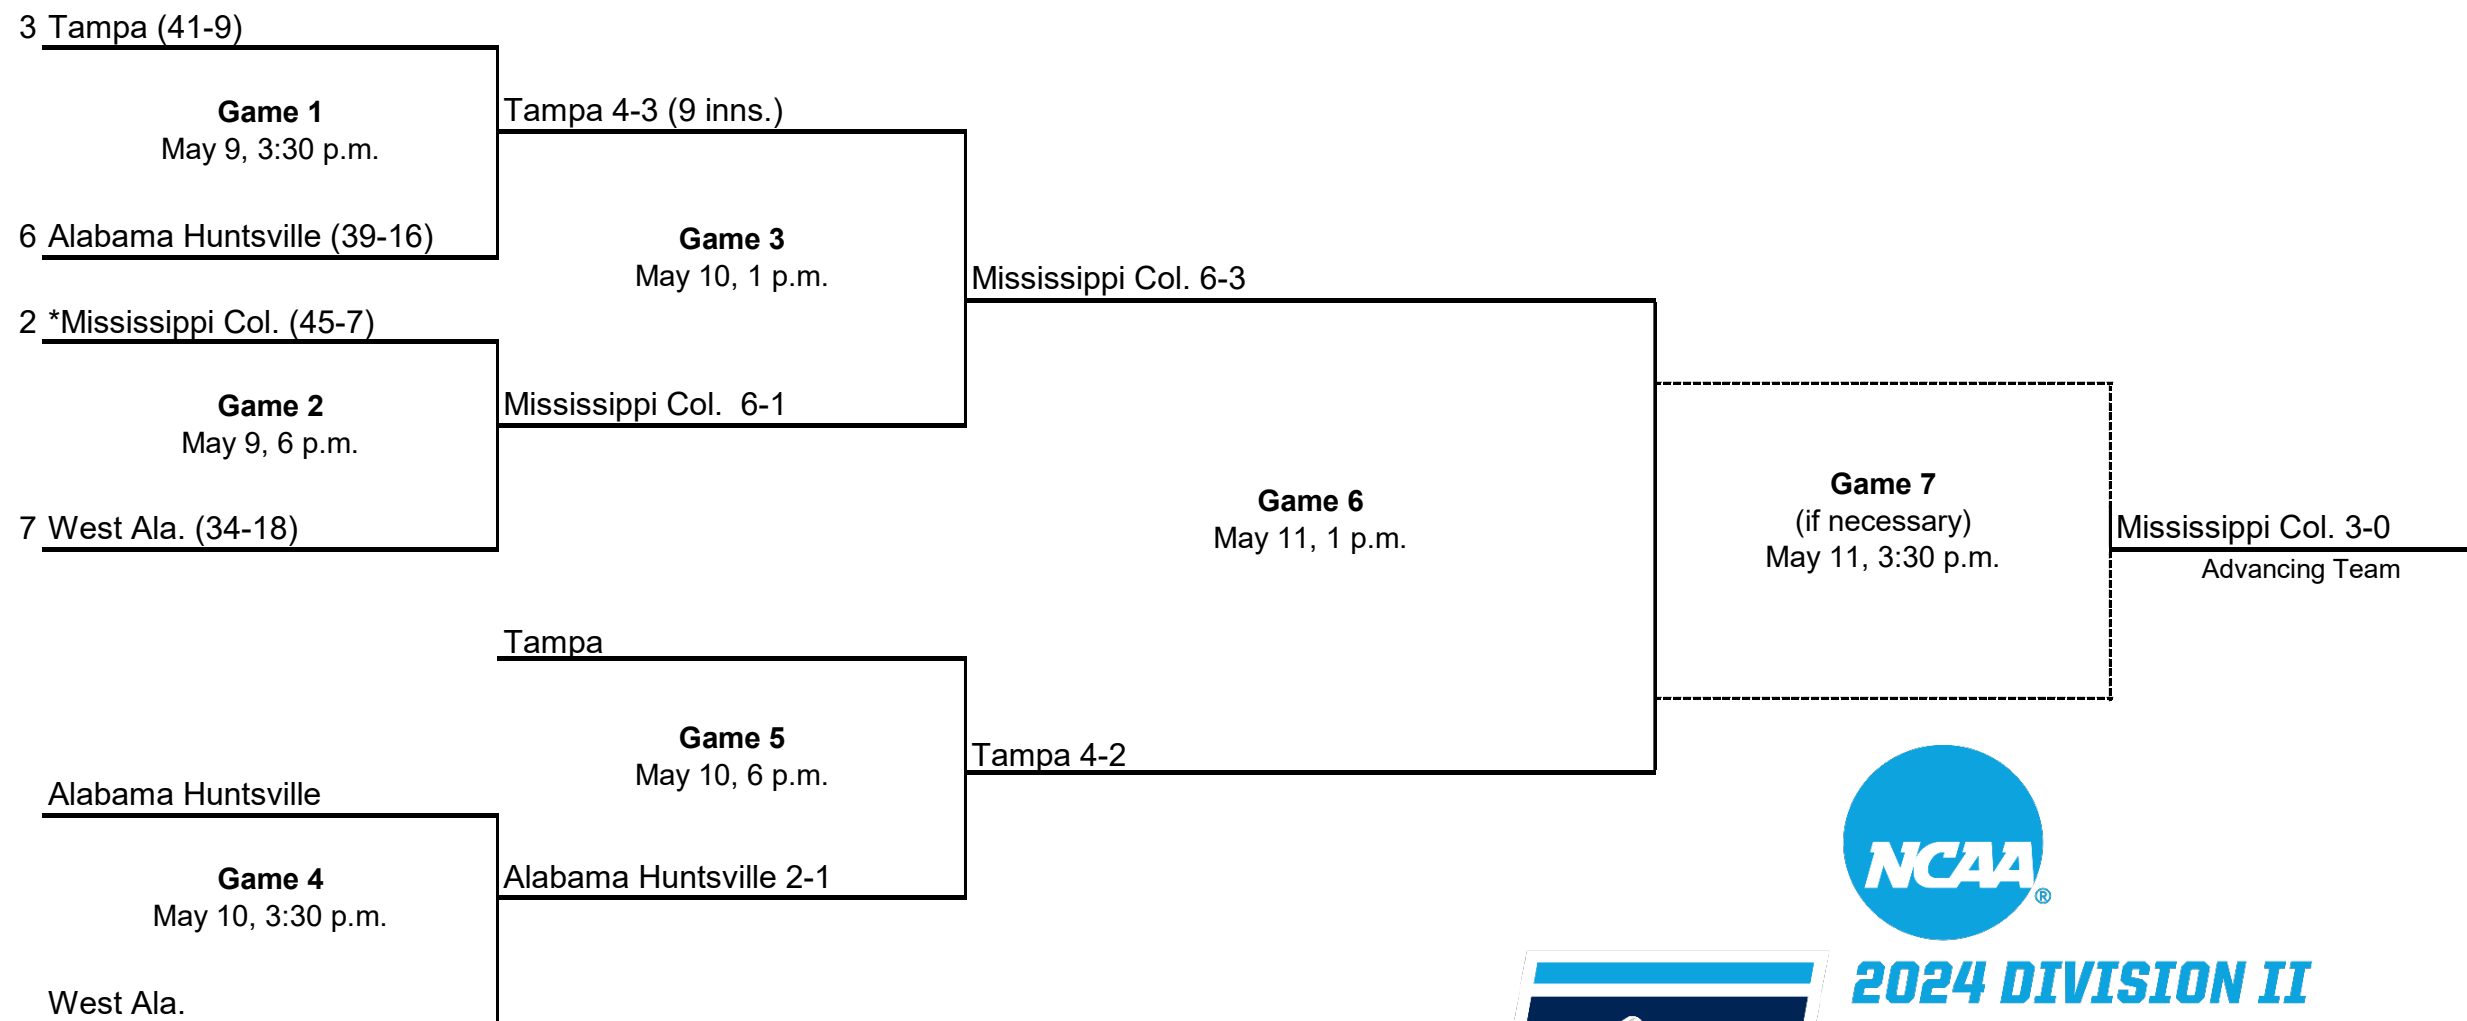 3 Tampa (41-9)
Game 1
May 9, 3:30 p.m.
Tampa 4-3 (9 inns.)
6 Alabama Huntsville (39-16)
Game 3
May 10, 1 p.m.
Mississippi Col. 6-3
2 *Mississippi Col. (45-7)
Game 2
May 9, 6 p.m.
Mississippi Col.  6-1
7 West Ala. (34-18)
Game 6
May 11, 1 p.m.
Game 7
(if necessary)
May 11, 3:30 p.m.
Mississippi Col. 3-0
Advancing Team
Tampa
Game 5
May 10, 6 p.m.
Tampa 4-2
Alabama Huntsville
Game 4
May 10, 3:30 p.m.
Alabama Huntsville 2-1
West Ala.
NCAA®
2024 DIVISION II